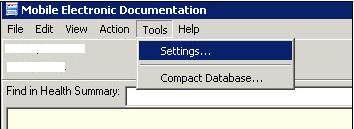 Mobile Electronic Documentation
File Edit View Action Tools Help
Settings...
Compact Database...
Find in Health Summary: